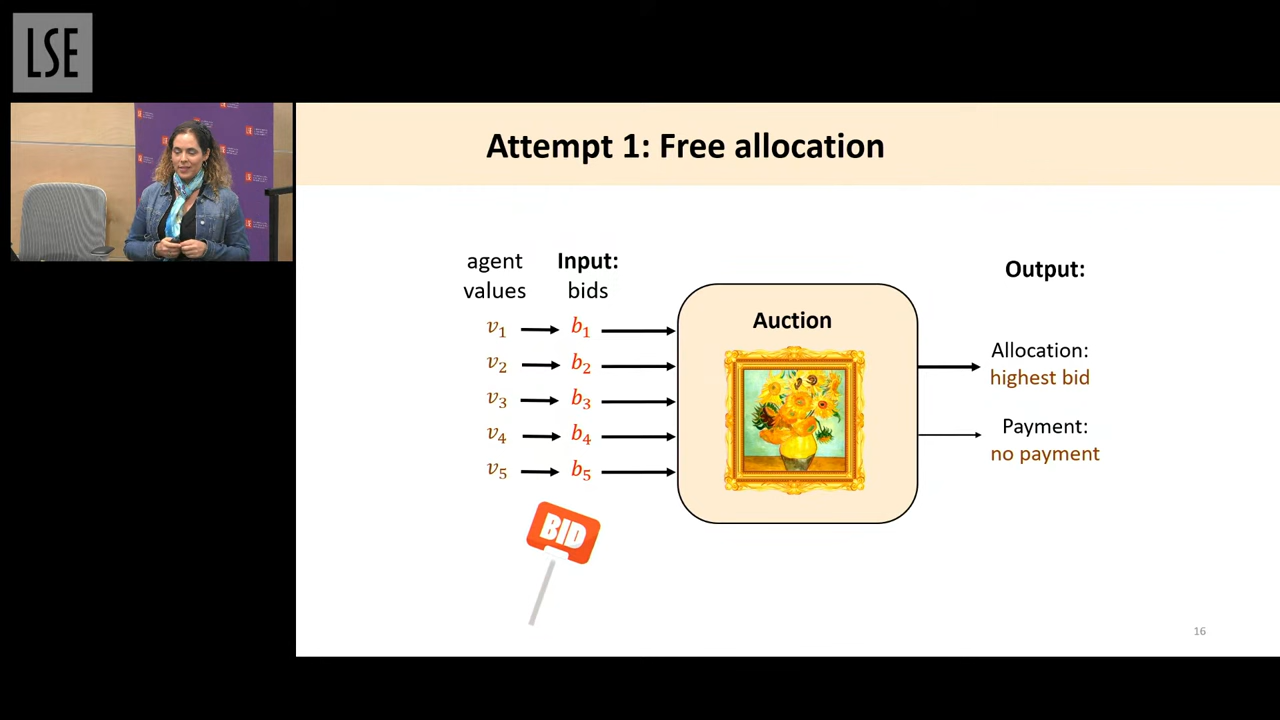 LSE
Attempt 1: Free allocation
agent values
Input: bids
v₁ b₁
v₂ b₂
v₃ b₃
v₄ b₄
v₅ b₅
BID
Auction
Output:
Allocation:
highest bid
Payment:
no payment
16